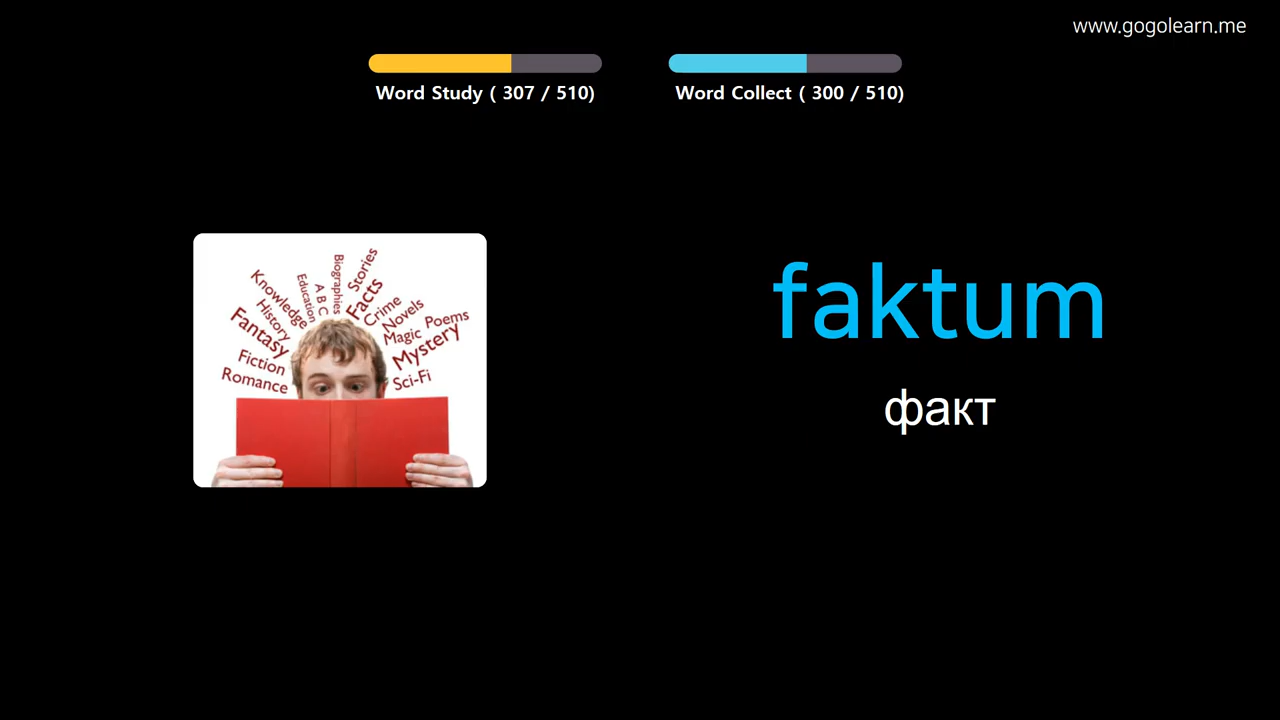 www.gogolearn.me
Word Study ( 307 / 510)
Word Collect ( 300 / 510)
Stories
Biographies
Facts
A B C
Education
Knowledge
History
Fantasy
Fiction
Romance
Crime
Novels
Poems
Magic
Mystery
Sci-Fi
faktum
факт